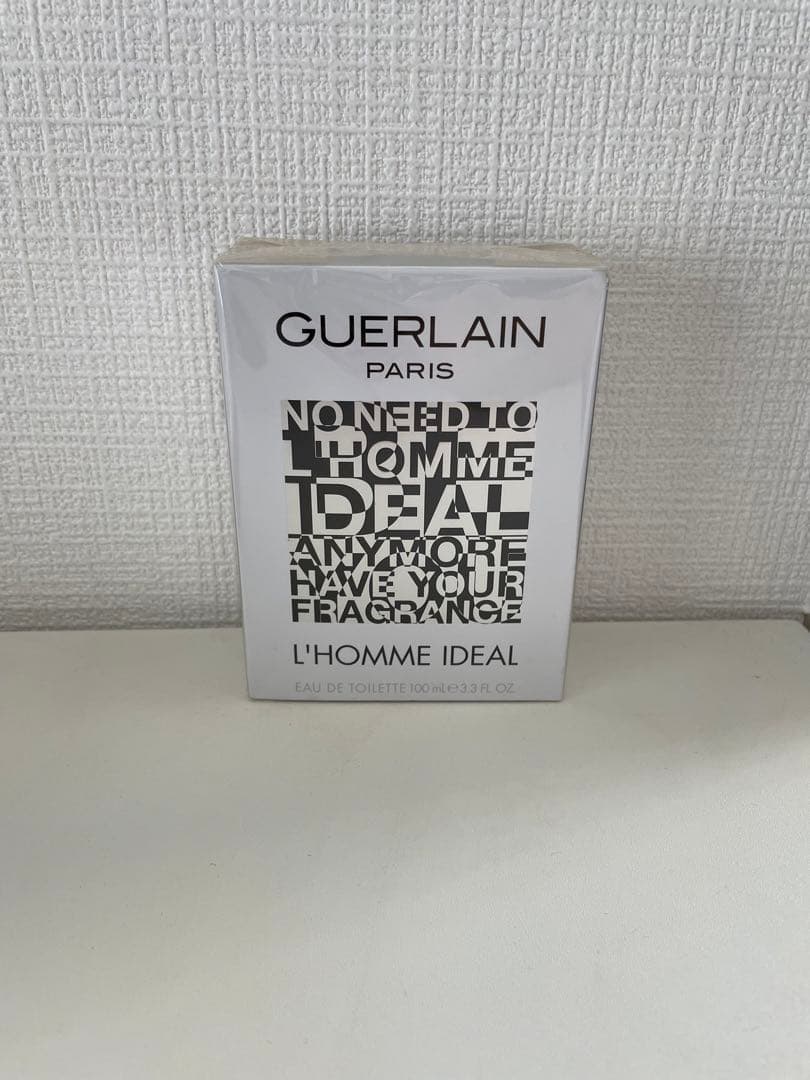 GUERLAIN
PARIS
NO NEED TO
L'HOMME
IDEAL
ANYMORE
HAVE YOUR
FRAGRANCE
L'HOMME IDEAL
EAU DE TOILETTE 100 mL ℮ 3.3 FL. OZ.